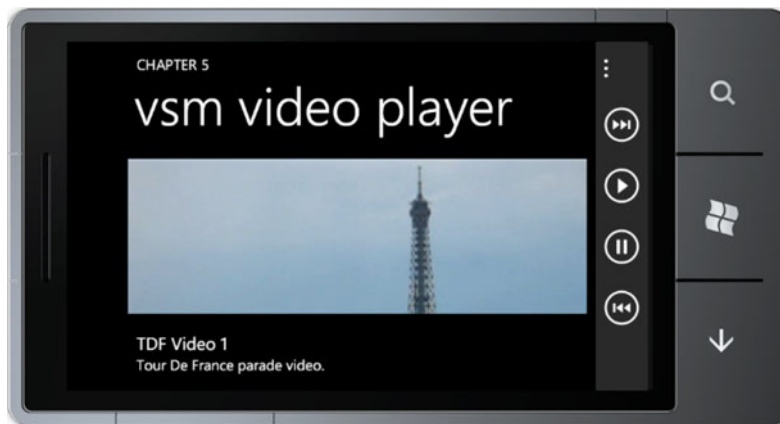 CHAPTER 5
vsm video player
TDF Video 1
Tour De France parade video.